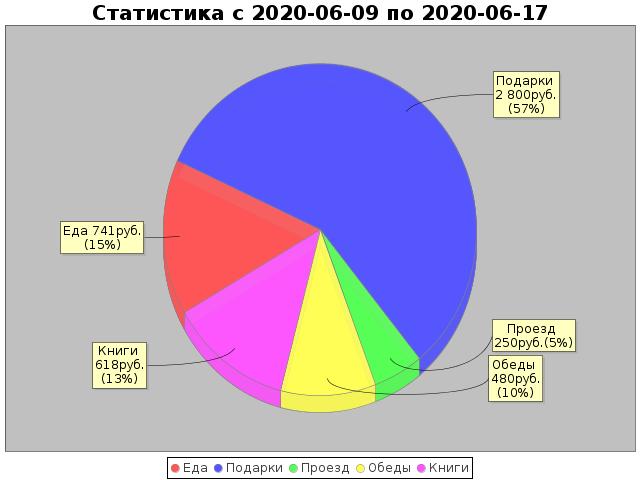 Статистика с 2020-06-09 по 2020-06-17
Подарки
2 800руб.
(57%)
Еда 741руб.
(15%)
Проезд
250руб.(5%)
Книги
618руб.
(13%)
Обеды
480руб.
(10%)
Еда Подарки Проезд Обеды Книги